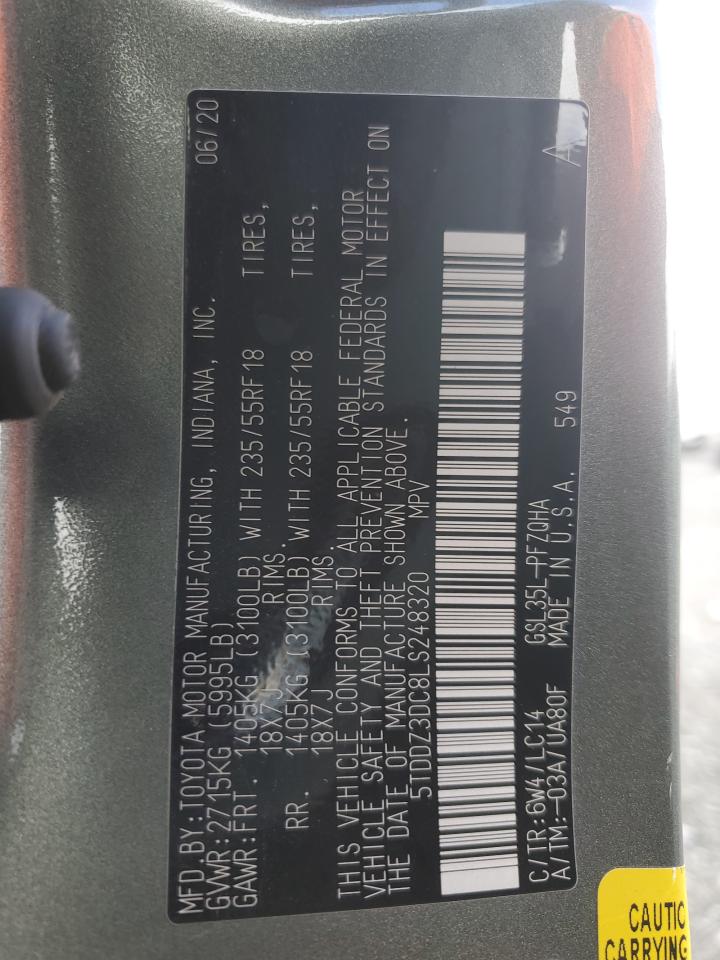 MFD.BY:TOYOTA MOTOR MANUFACTURING, INDIANA, INC. 06/20
GVWR:2715KG (5995LB)
GAWR:FRT. 1405KG (3100LB) WITH 235/55RF18 TIRES,
18X7J RIMS.
RR. 1405KG (3100LB) WITH 235/55RF18 TIRES,
18X7J RIMS.
THIS VEHICLE CONFORMS TO ALL APPLICABLE FEDERAL MOTOR
VEHICLE SAFETY AND THEFT PREVENTION STANDARDS IN EFFECT ON
THE DATE OF MANUFACTURE SHOWN ABOVE.
5TDDZ3DC8LS248320 MPV
C/TR:6W4/LC14 GSL35L-PFZQHA A
A/TM:-03A/UA80F MADE IN U.S.A. 549
CAUTIO
CARRYING